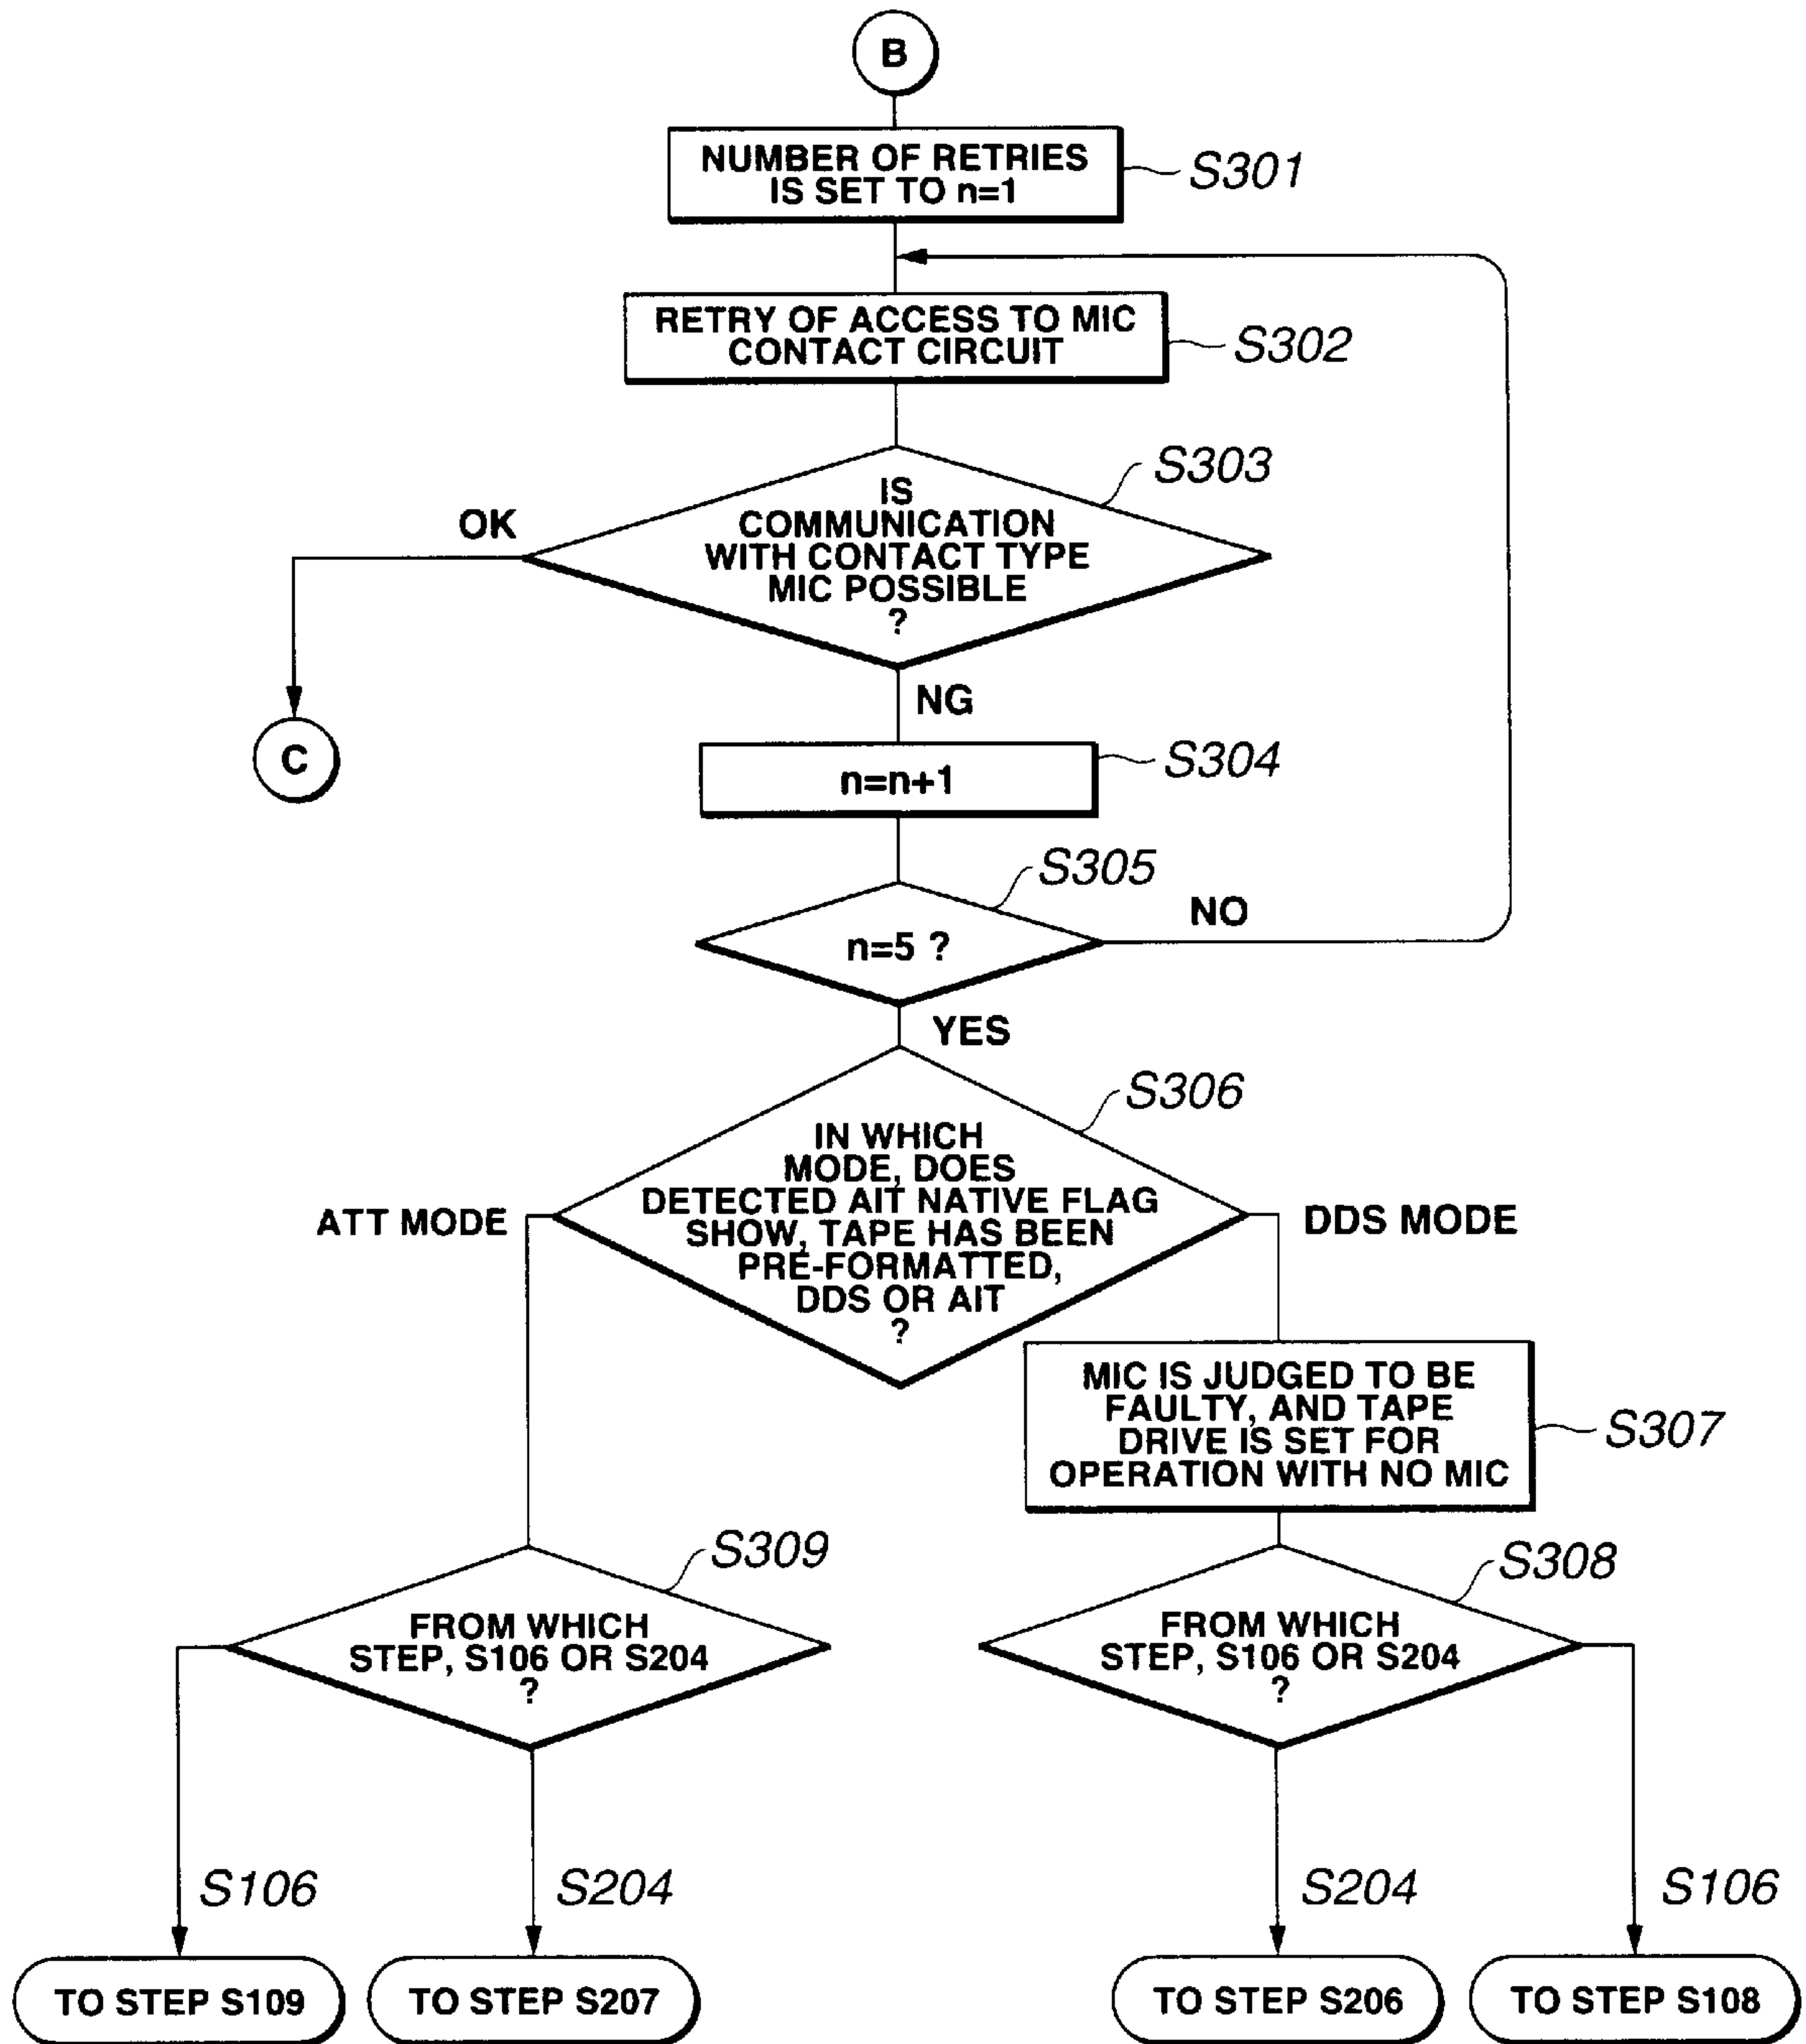 B
NUMBER OF RETRIES
IS SET TO n=1
S301
RETRY OF ACCESS TO MIC
CONTACT CIRCUIT
S302
S303
IS
COMMUNICATION
WITH CONTACT TYPE
MIC POSSIBLE
?
OK
C
NG
n=n+1
S304
S305
n=5 ?
NO
YES
S306
IN WHICH
MODE, DOES
DETECTED AIT NATIVE FLAG
SHOW, TAPE HAS BEEN
PRE-FORMATTED,
DDS OR AIT
?
ATT MODE
DDS MODE
MIC IS JUDGED TO BE
FAULTY, AND TAPE
DRIVE IS SET FOR
OPERATION WITH NO MIC
S307
S309
FROM WHICH
STEP, S106 OR S204
?
S308
FROM WHICH
STEP, S106 OR S204
?
S106
S204
S204
S106
TO STEP S109
TO STEP S207
TO STEP S206
TO STEP S108